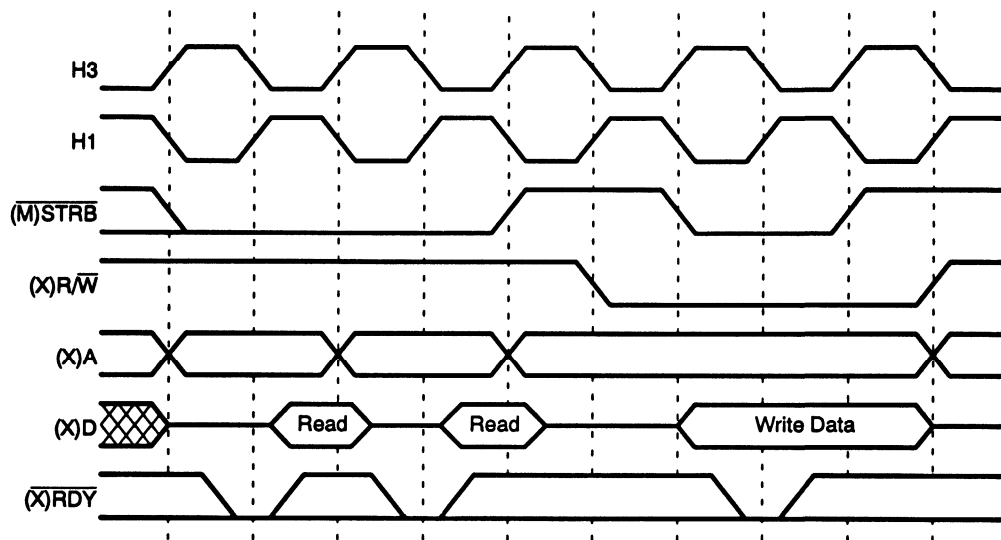 H3
H1
(M)STRB
(X)R/W
(X)A
(X)D Read Read Write Data
(X)RDY